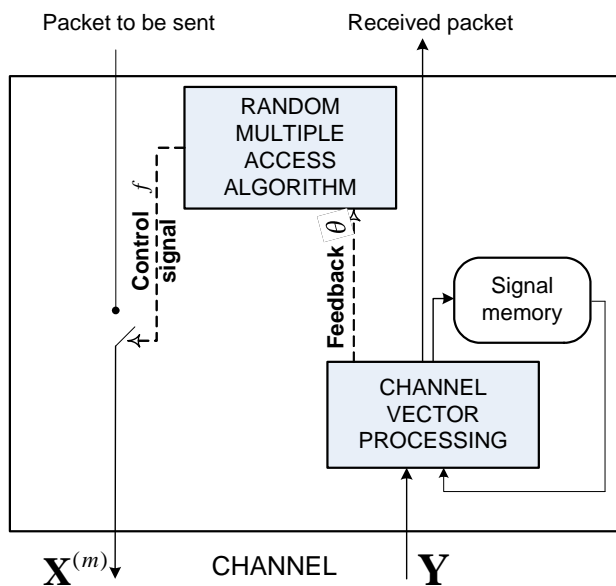 Packet to be sent
Received packet
RANDOM
MULTIPLE
ACCESS
ALGORITHM
Control
signal
f
Feedback θ
Signal
memory
CHANNEL
VECTOR
PROCESSING
X^(m)
CHANNEL
Y